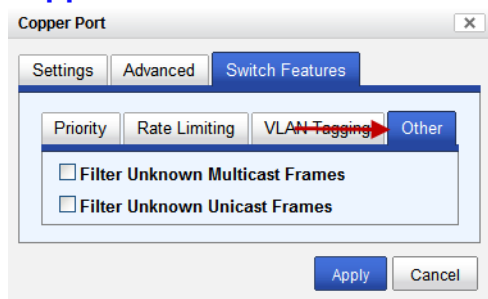 Copper Port
Settings Advanced Switch Features
Priority Rate Limiting VLAN Tagging Other
Filter Unknown Multicast Frames
Filter Unknown Unicast Frames
Apply Cancel